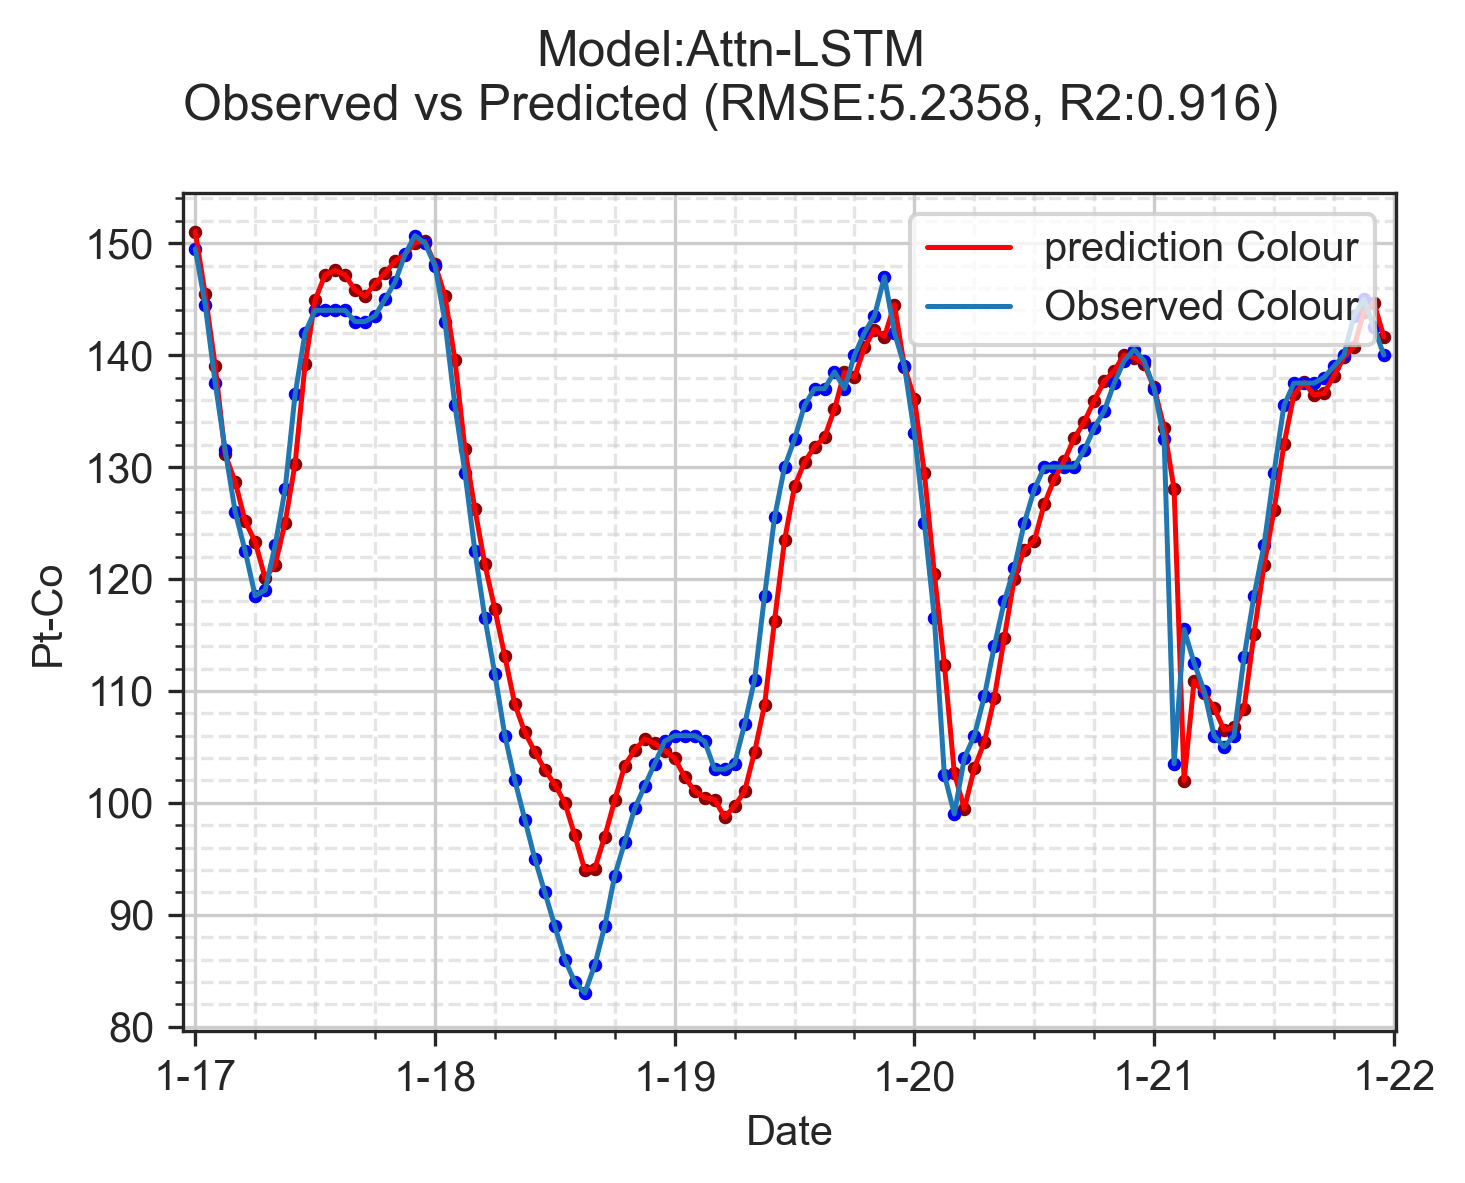 Model:Attn-LSTM
Observed vs Predicted (RMSE:5.2358, R2:0.916)
prediction Colour
Observed Colour
150
140
130
120
110
100
90
80
Pt-Co
1-17 1-18 1-19 1-20 1-21 1-22
Date